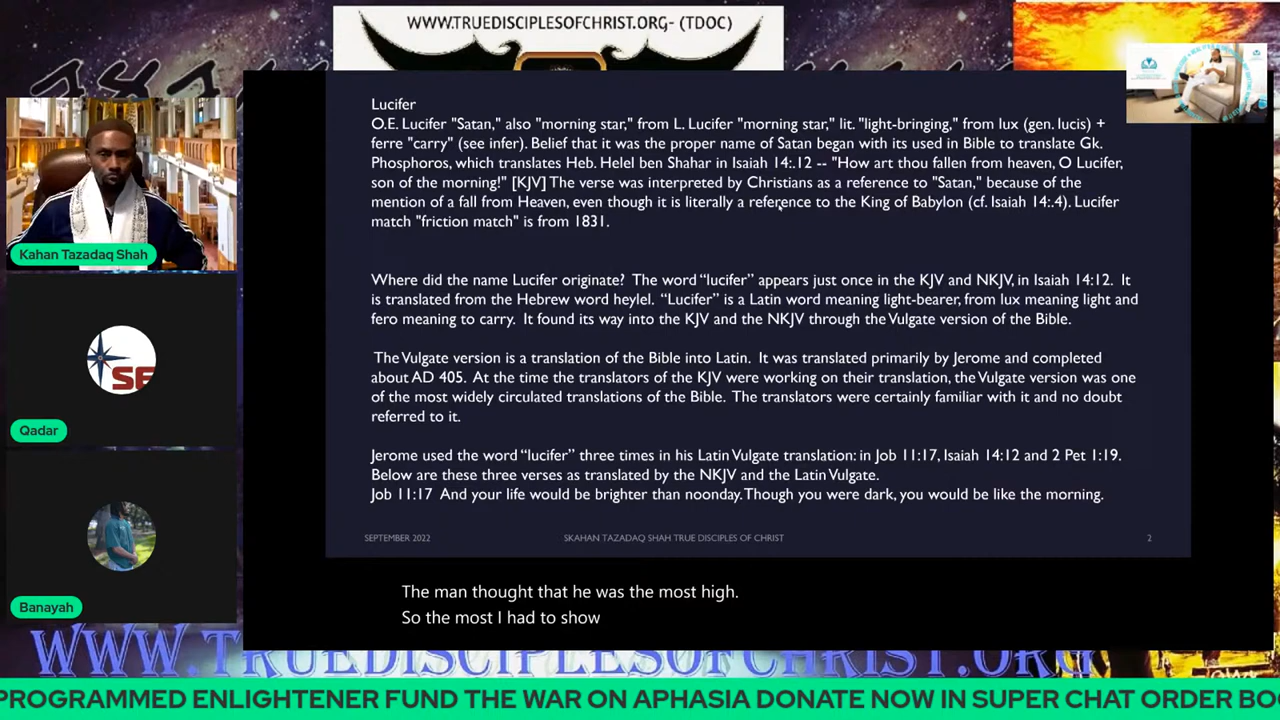 WWW.TRUEDISCIPLESOFCHRIST.ORG- (TDOC)
Kahan Tazadaq Shah
SE
Qadar
Banayah
Lucifer
O.E. Lucifer "Satan," also "morning star," from L. Lucifer "morning star," lit. "light-bringing," from lux (gen. lucis) +
ferre "carry" (see infer). Belief that it was the proper name of Satan began with its used in Bible to translate Gk.
Phosphoros, which translates Heb. Helel ben Shahar in Isaiah 14:.12 -- "How art thou fallen from heaven, O Lucifer,
son of the morning!" [KJV] The verse was interpreted by Christians as a reference to "Satan," because of the
mention of a fall from Heaven, even though it is literally a reference to the King of Babylon (cf. Isaiah 14:.4). Lucifer
match "friction match" is from 1831.
Where did the name Lucifer originate? The word “lucifer” appears just once in the KJV and NKJV, in Isaiah 14:12. It
is translated from the Hebrew word heylel. “Lucifer” is a Latin word meaning light-bearer, from lux meaning light and
fero meaning to carry. It found its way into the KJV and the NKJV through the Vulgate version of the Bible.
The Vulgate version is a translation of the Bible into Latin. It was translated primarily by Jerome and completed
about AD 405. At the time the translators of the KJV were working on their translation, the Vulgate version was one
of the most widely circulated translations of the Bible. The translators were certainly familiar with it and no doubt
referred to it.
Jerome used the word “lucifer” three times in his Latin Vulgate translation: in Job 11:17, Isaiah 14:12 and 2 Pet 1:19.
Below are these three verses as translated by the NKJV and the Latin Vulgate.
Job 11:17 And your life would be brighter than noonday. Though you were dark, you would be like the morning.
SEPTEMBER 2022 SKAHAN TAZADAQ SHAH TRUE DISCIPLES OF CHRIST 2
The man thought that he was the most high.
So the most I had to show
WWW.TRUEDISCIPLESOFCHRIST.ORG
PROGRAMMED ENLIGHTENER FUND THE WAR ON APHASIA DONATE NOW IN SUPER CHAT ORDER BO